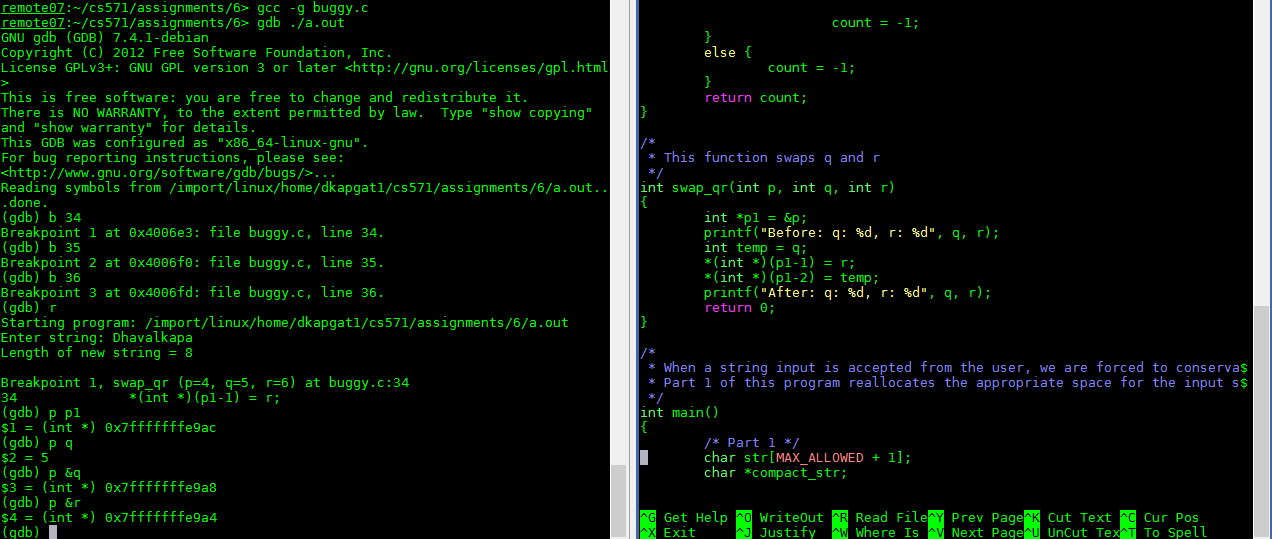 remote07:~/cs571/assignments/6> gcc -g buggy.c
remote07:~/cs571/assignments/6> gdb ./a.out
GNU gdb (GDB) 7.4.1-debian
Copyright (C) 2012 Free Software Foundation, Inc.
License GPLv3+: GNU GPL version 3 or later <http://gnu.org/licenses/gpl.html
>
This is free software: you are free to change and redistribute it.
There is NO WARRANTY, to the extent permitted by law.  Type "show copying"
and "show warranty" for details.
This GDB was configured as "x86_64-linux-gnu".
For bug reporting instructions, please see:
<http://www.gnu.org/software/gdb/bugs/>...
Reading symbols from /import/linux/home/dkapgat1/cs571/assignments/6/a.out..
.done.
(gdb) b 34
Breakpoint 1 at 0x4006e3: file buggy.c, line 34.
(gdb) b 35
Breakpoint 2 at 0x4006f0: file buggy.c, line 35.
(gdb) b 36
Breakpoint 3 at 0x4006fd: file buggy.c, line 36.
(gdb) r
Starting program: /import/linux/home/dkapgat1/cs571/assignments/6/a.out
Enter string: Dhavalkapa
Length of new string = 8
Breakpoint 1, swap_qr (p=4, q=5, r=6) at buggy.c:34
34              *(int *)(p1-1) = r;
(gdb) p p1
$1 = (int *) 0x7fffffffe9ac
(gdb) p q
$2 = 5
(gdb) p &q
$3 = (int *) 0x7fffffffe9a8
(gdb) p &r
$4 = (int *) 0x7fffffffe9a4
(gdb)
count = -1;
}
else {
count = -1;
}
return count;
}
/*
* This function swaps q and r
*/
int swap_qr(int p, int q, int r)
{
int *p1 = &p;
printf("Before: q: %d, r: %d", q, r);
int temp = q;
*(int *)(p1-1) = r;
*(int *)(p1-2) = temp;
printf("After: q: %d, r: %d", q, r);
return 0;
}
/*
* When a string input is accepted from the user, we are forced to conserva$
* Part 1 of this program reallocates the appropriate space for the input s$
*/
int main()
{
/* Part 1 */
char str[MAX_ALLOWED + 1];
char *compact_str;
^G Get Help ^O WriteOut ^R Read File^Y Prev Page^K Cut Text ^C Cur Pos
^X Exit ^J Justify ^W Where Is ^V Next Page^U UnCut Tex^T To Spell